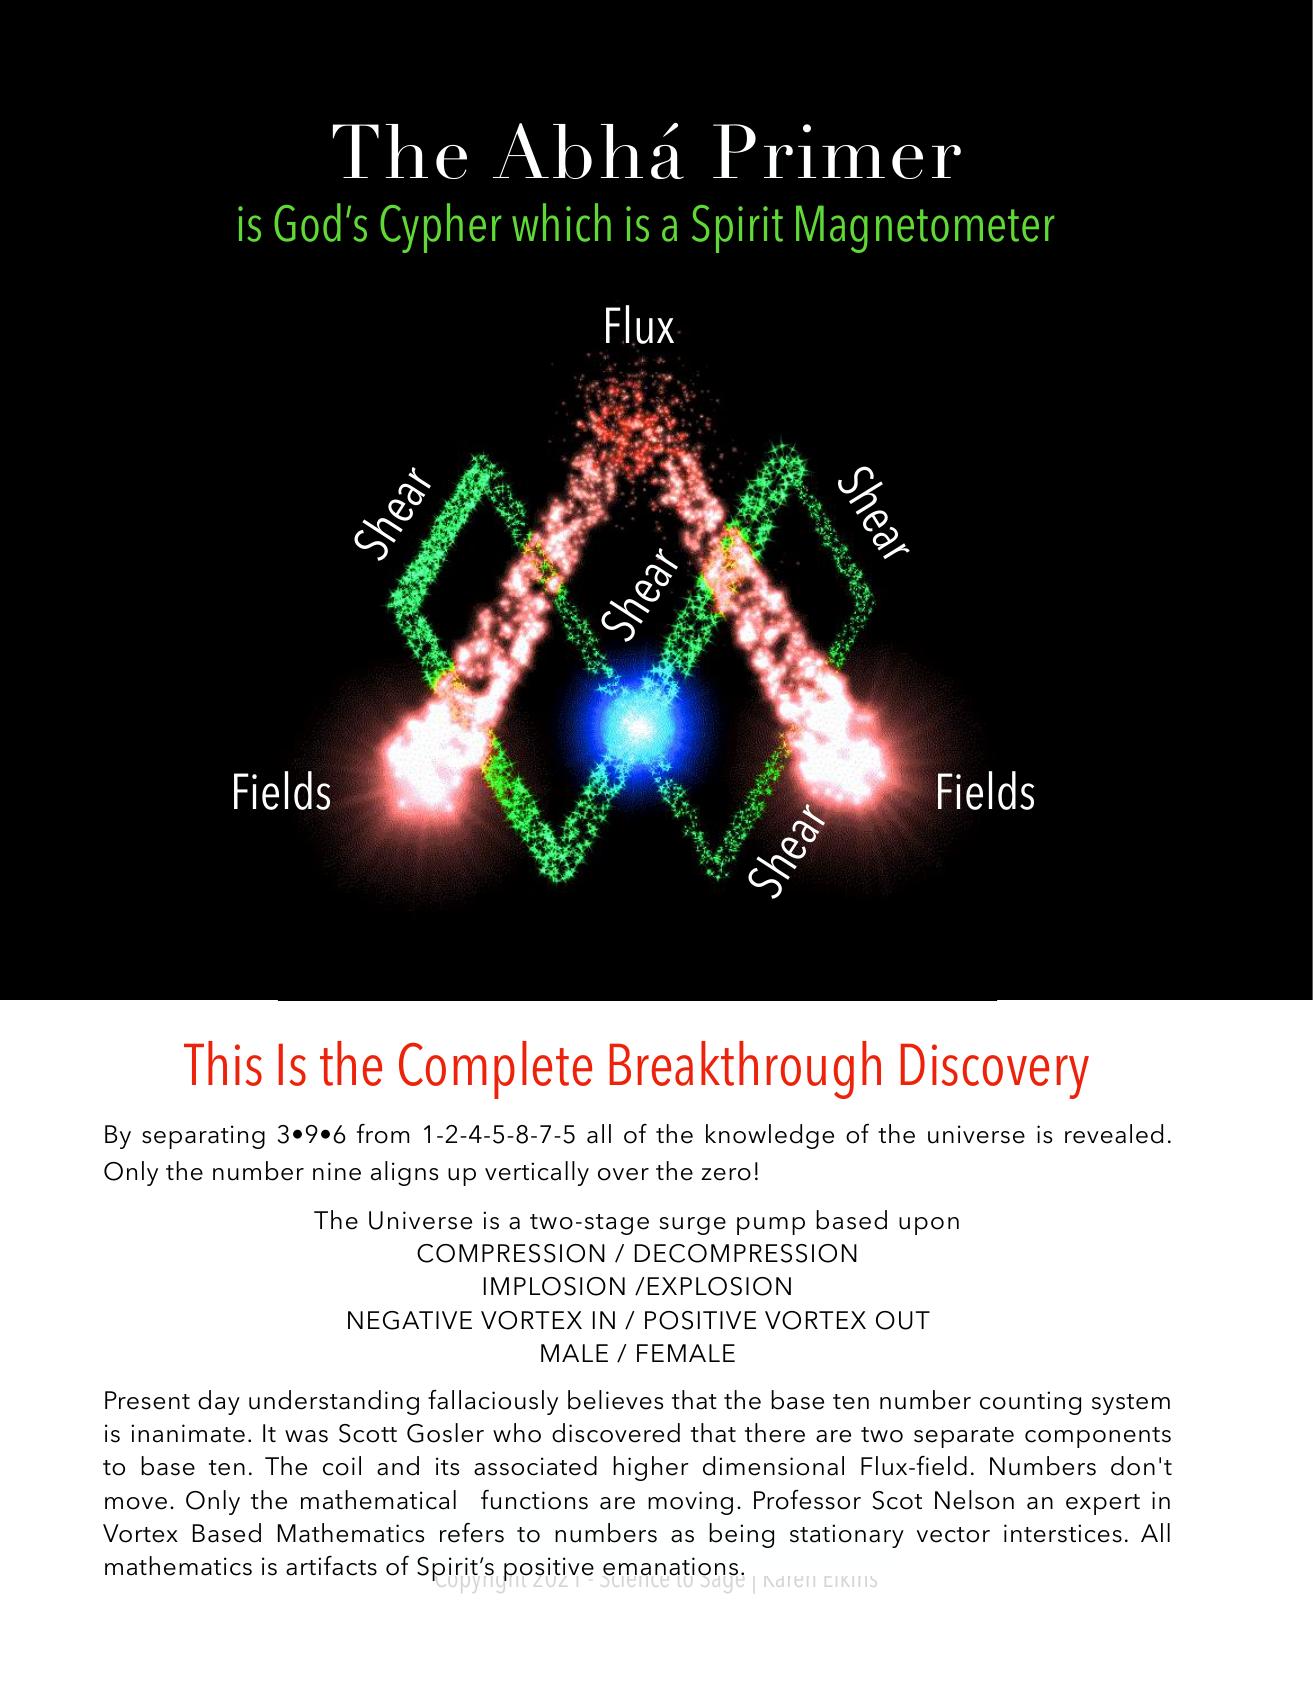 The Abhá Primer
is God's Cypher which is a Spirit Magnetometer
Flux
Shear
Shear
Shear
Fields
Fields
Shear
This Is the Complete Breakthrough Discovery
By separating 3•9•6 from 1-2-4-5-8-7-5 all of the knowledge of the universe is revealed.
Only the number nine aligns up vertically over the zero!
The Universe is a two-stage surge pump based upon
COMPRESSION / DECOMPRESSION
IMPLOSION /EXPLOSION
NEGATIVE VORTEX IN / POSITIVE VORTEX OUT
MALE / FEMALE
Present day understanding fallaciously believes that the base ten number counting system
is inanimate. It was Scott Gosler who discovered that there are two separate components
to base ten. The coil and its associated higher dimensional Flux-field. Numbers don't
move. Only the mathematical functions are moving. Professor Scot Nelson an expert in
Vortex Based Mathematics refers to numbers as being stationary vector interstices. All
mathematics is artifacts of Spirit's positive emanations.
Copyright 2021 - Science to Sage | Karen Elkins